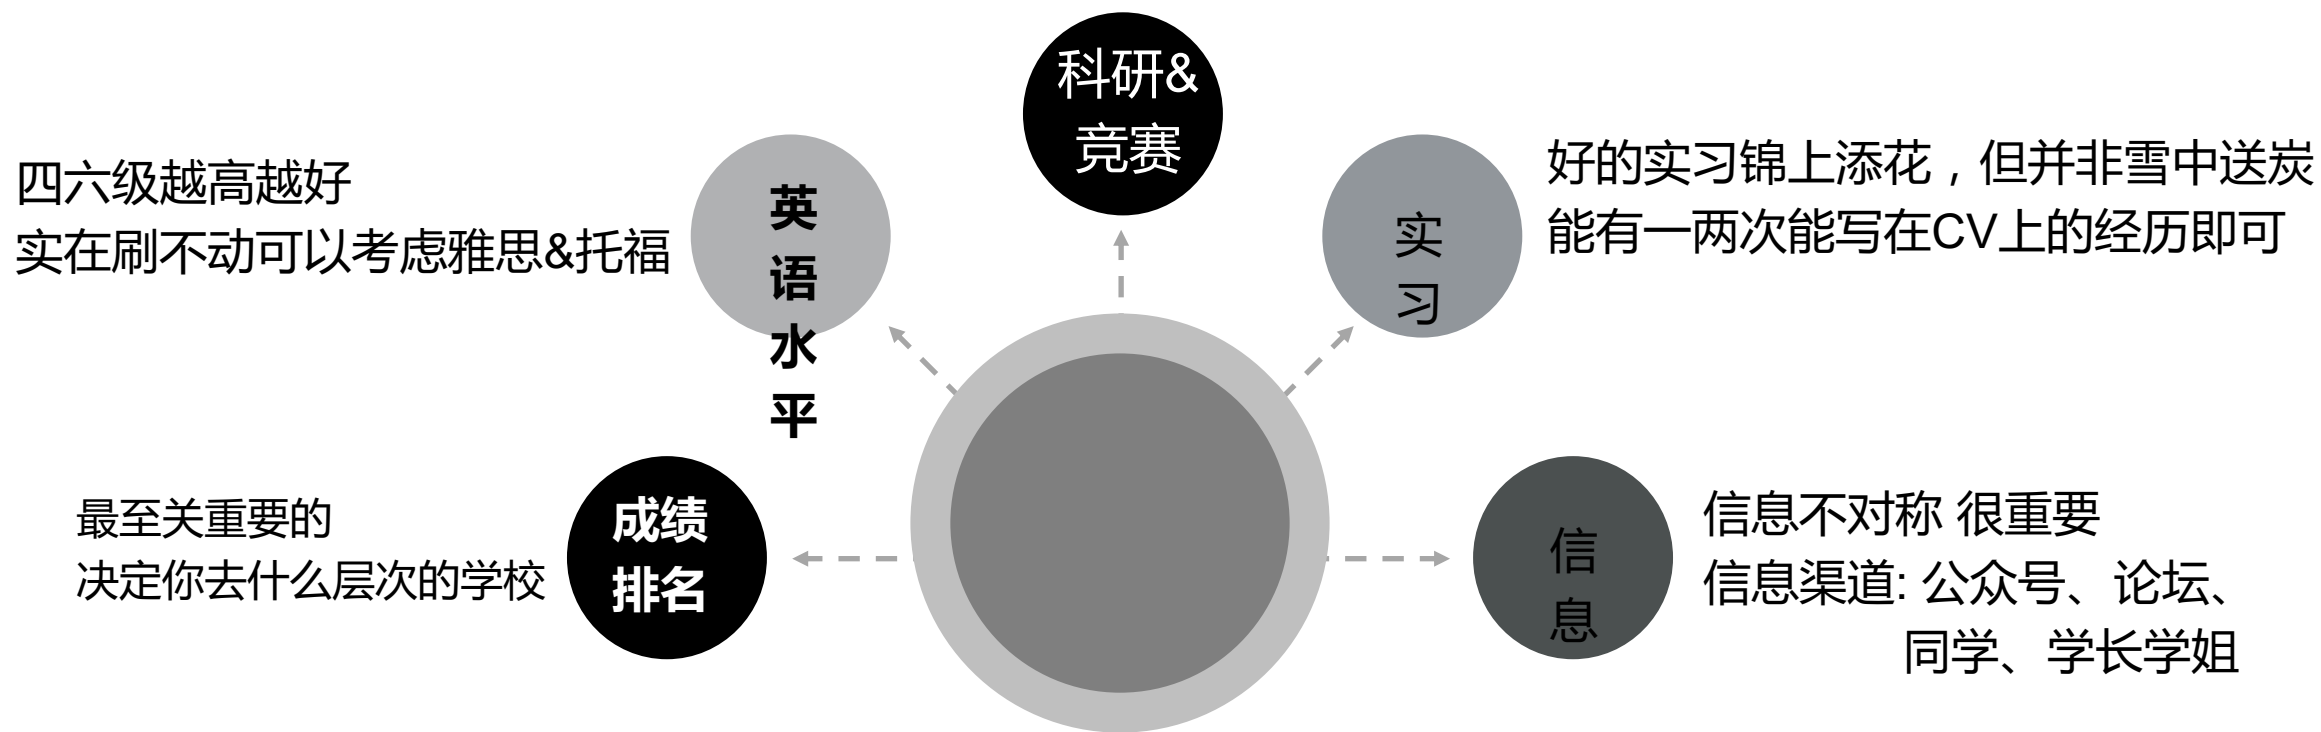 科研&
竞赛
四六级越高越好
实在刷不动可以考虑雅思&托福
英
语
水
平
实
习
好的实习锦上添花，但并非雪中送炭
能有一两次能写在CV上的经历即可
最至关重要的
决定你去什么层次的学校
成绩
排名
信
息
信息不对称 很重要
信息渠道: 公众号、论坛、
同学、学长学姐